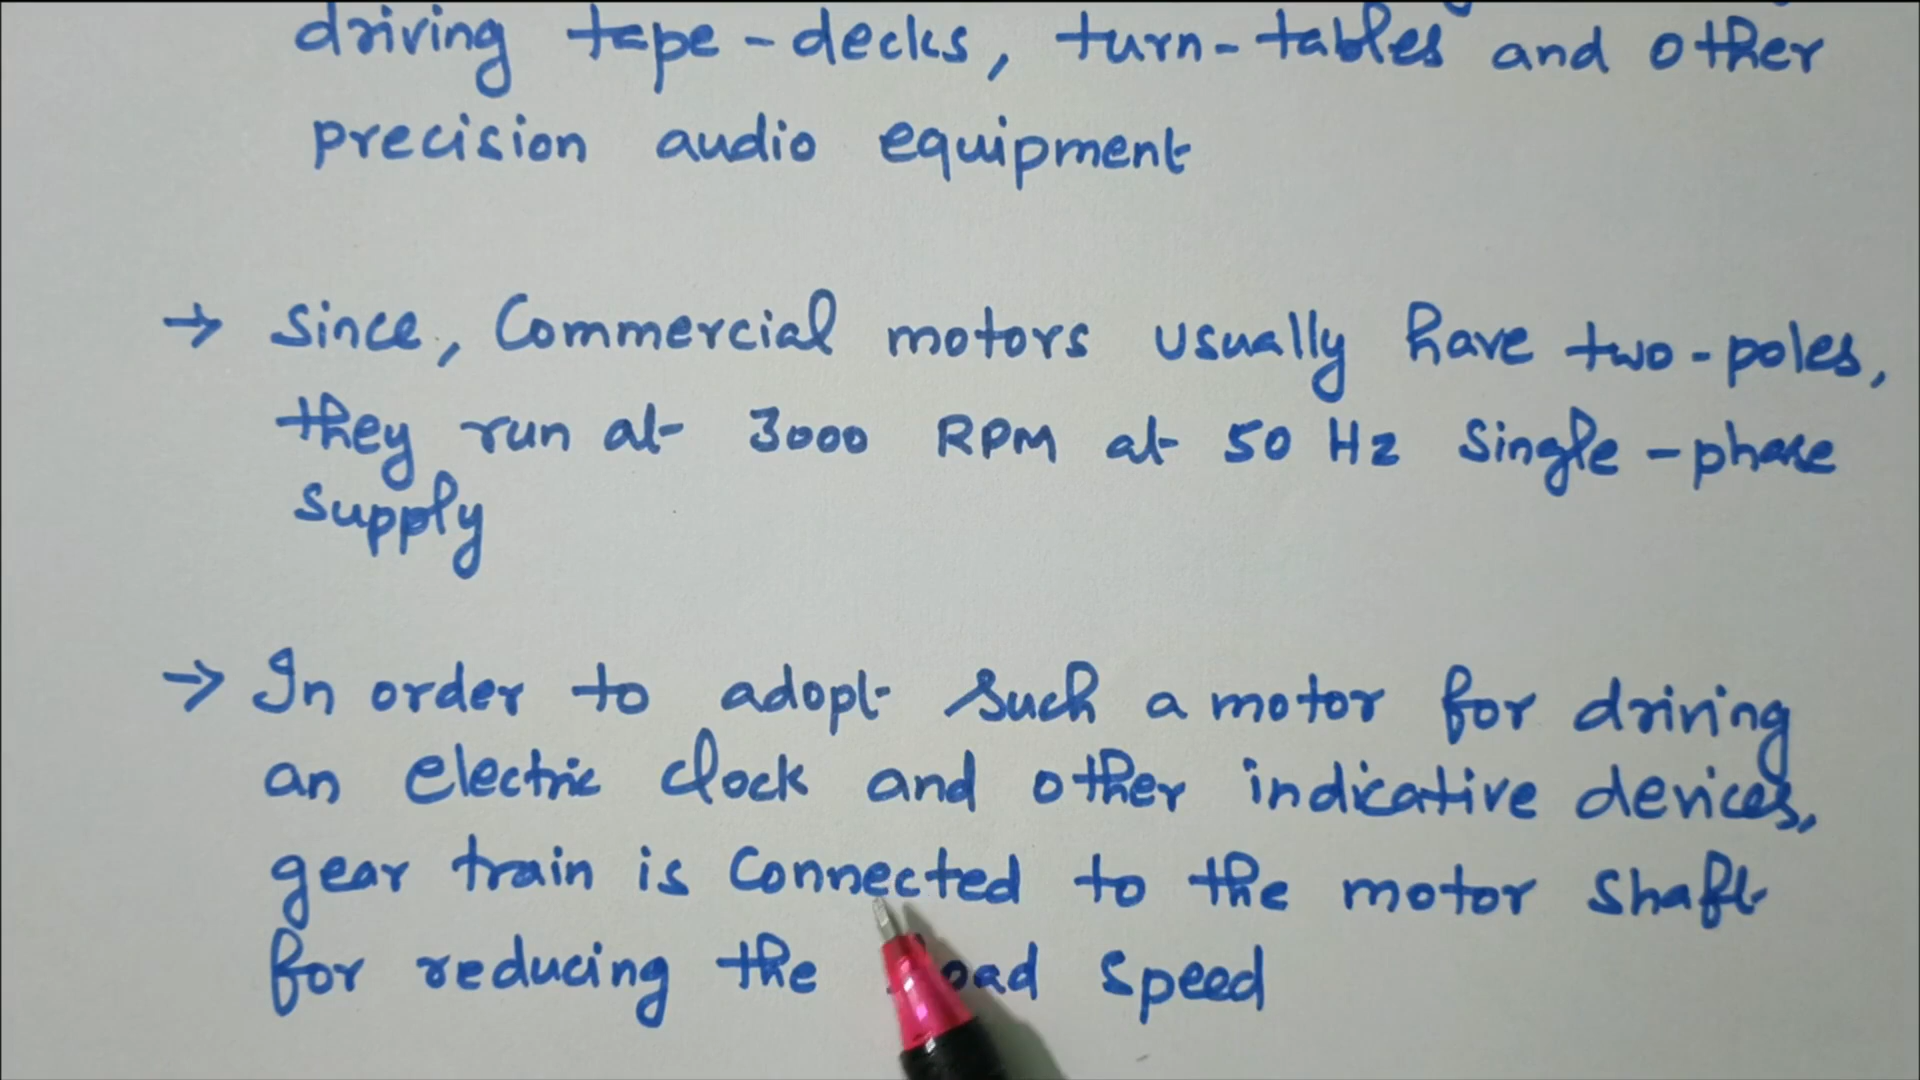 driving tape-decks, turn-tables and other
precision audio equipment
→ Since, Commercial motors usually have two-poles,
they run at 3000 RPM at 50 Hz Single-phase
supply
→ In order to adopt such a motor for driving
an electric clock and other indicative devices,
gear train is connected to the motor shaft
for reducing the load speed